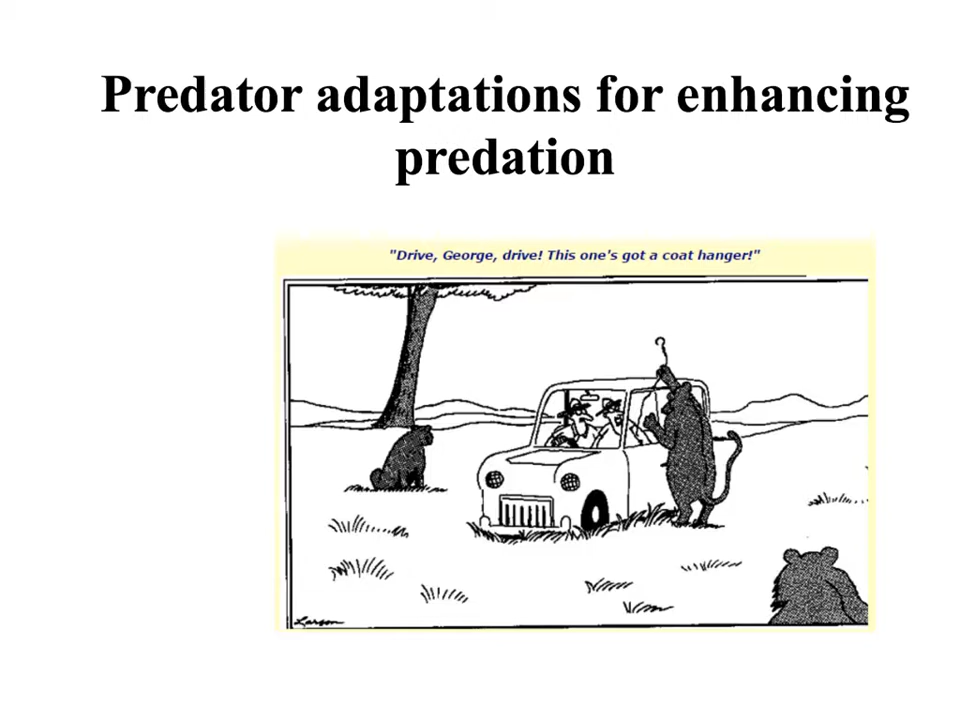 Predator adaptations for enhancing
predation
"Drive, George, drive! This one's got a coat hanger!"
Larson